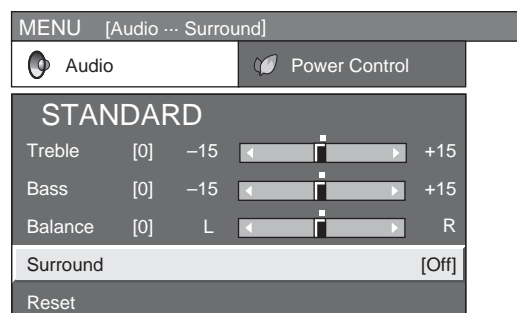 MENU [Audio ··· Surround]
Audio Power Control
STANDARD
Treble [0] –15 +15
Bass [0] –15 +15
Balance [0] L R
Surround [Off]
Reset